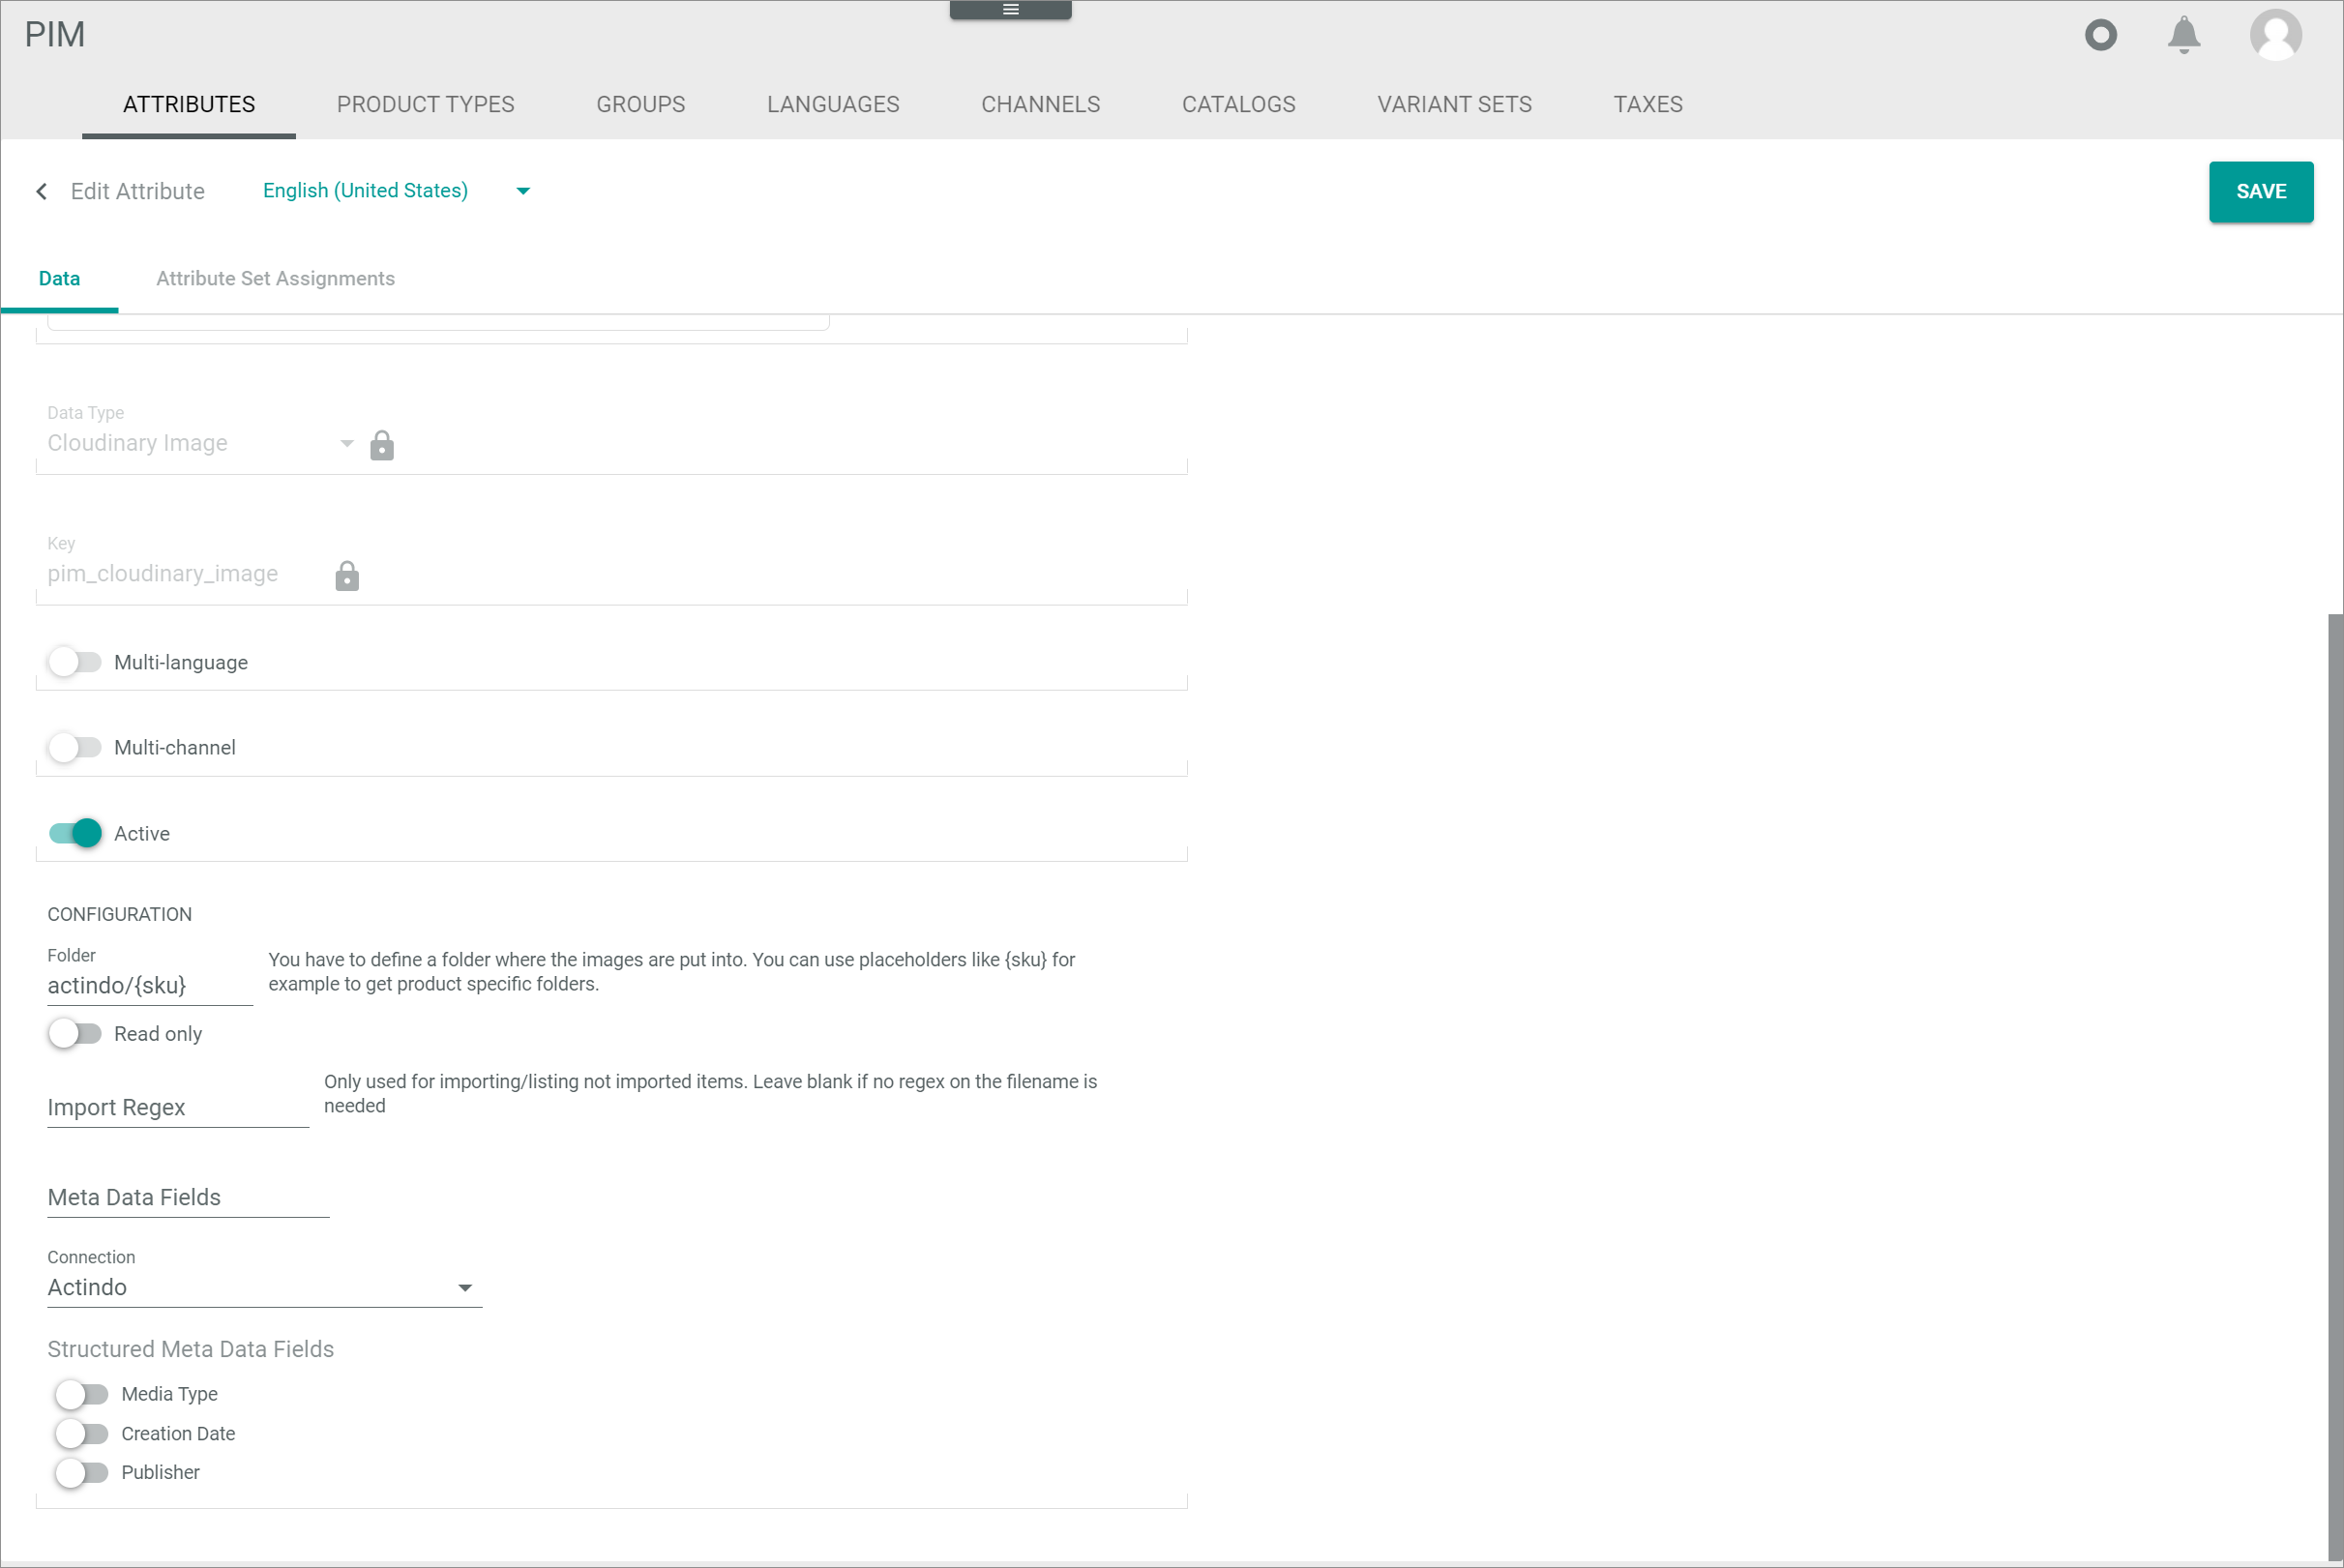 PIM
ATTRIBUTES PRODUCT TYPES GROUPS LANGUAGES CHANNELS CATALOGS VARIANT SETS TAXES
Edit Attribute English (United States) SAVE
Data Attribute Set Assignments
Data Type
Cloudinary Image
Key
pim_cloudinary_image
Multi-language
Multi-channel
Active
CONFIGURATION
Folder
actindo/{sku}
You have to define a folder where the images are put into. You can use placeholders like {sku} for
example to get product specific folders.
Read only
Import Regex
Only used for importing/listing not imported items. Leave blank if no regex on the filename is
needed
Meta Data Fields
Connection
Actindo
Structured Meta Data Fields
Media Type
Creation Date
Publisher